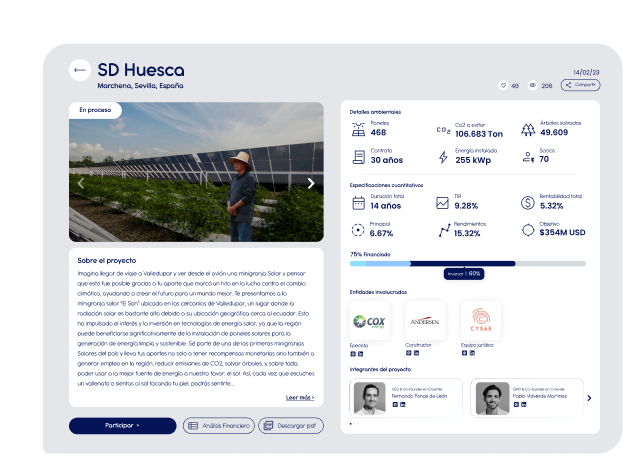 SD Huesca
Marchena, Sevilla, España
14/02/23
46
206
Compartir
En proceso
Sobre el proyecto
Imagina llegar de viaje a Valledupar y ver desde el avión una minigranja Solar y pensar
que esto fue posible gracias a tu aporte que marcó un hito en la lucha contra el cambio
climático, ayudando a crear el futuro para un mundo mejor. Te presentamos a la
minigranja solar "El Son" ubicada en las cercanías de Valledupar, un lugar donde la
radiación solar es bastante alta debido a su ubicación geográfica cerca al ecuador. Esto
ha impulsado el interés y la inversión en tecnologías de energía solar, ya que la región
puede beneficiarse significativamente de la instalación de paneles solares para la
generación de energía limpia y sostenible. Sé parte de una de las primeras minigranjas
Solares del país y lleva tus aportes no solo a tener recompensas monetarias sino también a
generar empleo en la región, reducir emisiones de CO2, salvar árboles, y sobre todo,
poder usar a la mejor fuente de energía a nuestro favor: el sol. Así, cada vez que escuches
un vallenato o sientas al sol tocando tu piel, podrás sentirte...
Leer más >
Participar >
Análisis Financiero
Descargar pdf
Detalles ambientales
Paneles
468
CO2
Co2 a evitar
106.683 Ton
Árboles salvados
49.609
Contrato
30 años
Energía instalada
255 kWp
Socios
70
Especificaciones cuantitativas
Duración total
14 años
TIR
9.28%
Rentabilidad total
5.32%
Principal
6.67%
Rendimientos
15.32%
Objetivo
$354M USD
75% Financiado
60%
Entidades involucradas
COX
energy
ANDERSEN.
CYSAE
Ejecista
Constructor
Equipo jurídico
Integrantes del proyecto
CEO & Co-founder en Crowmie
Fernando Ponce de León
Co-founder en Crowmie
Pablo Valverde Martínez